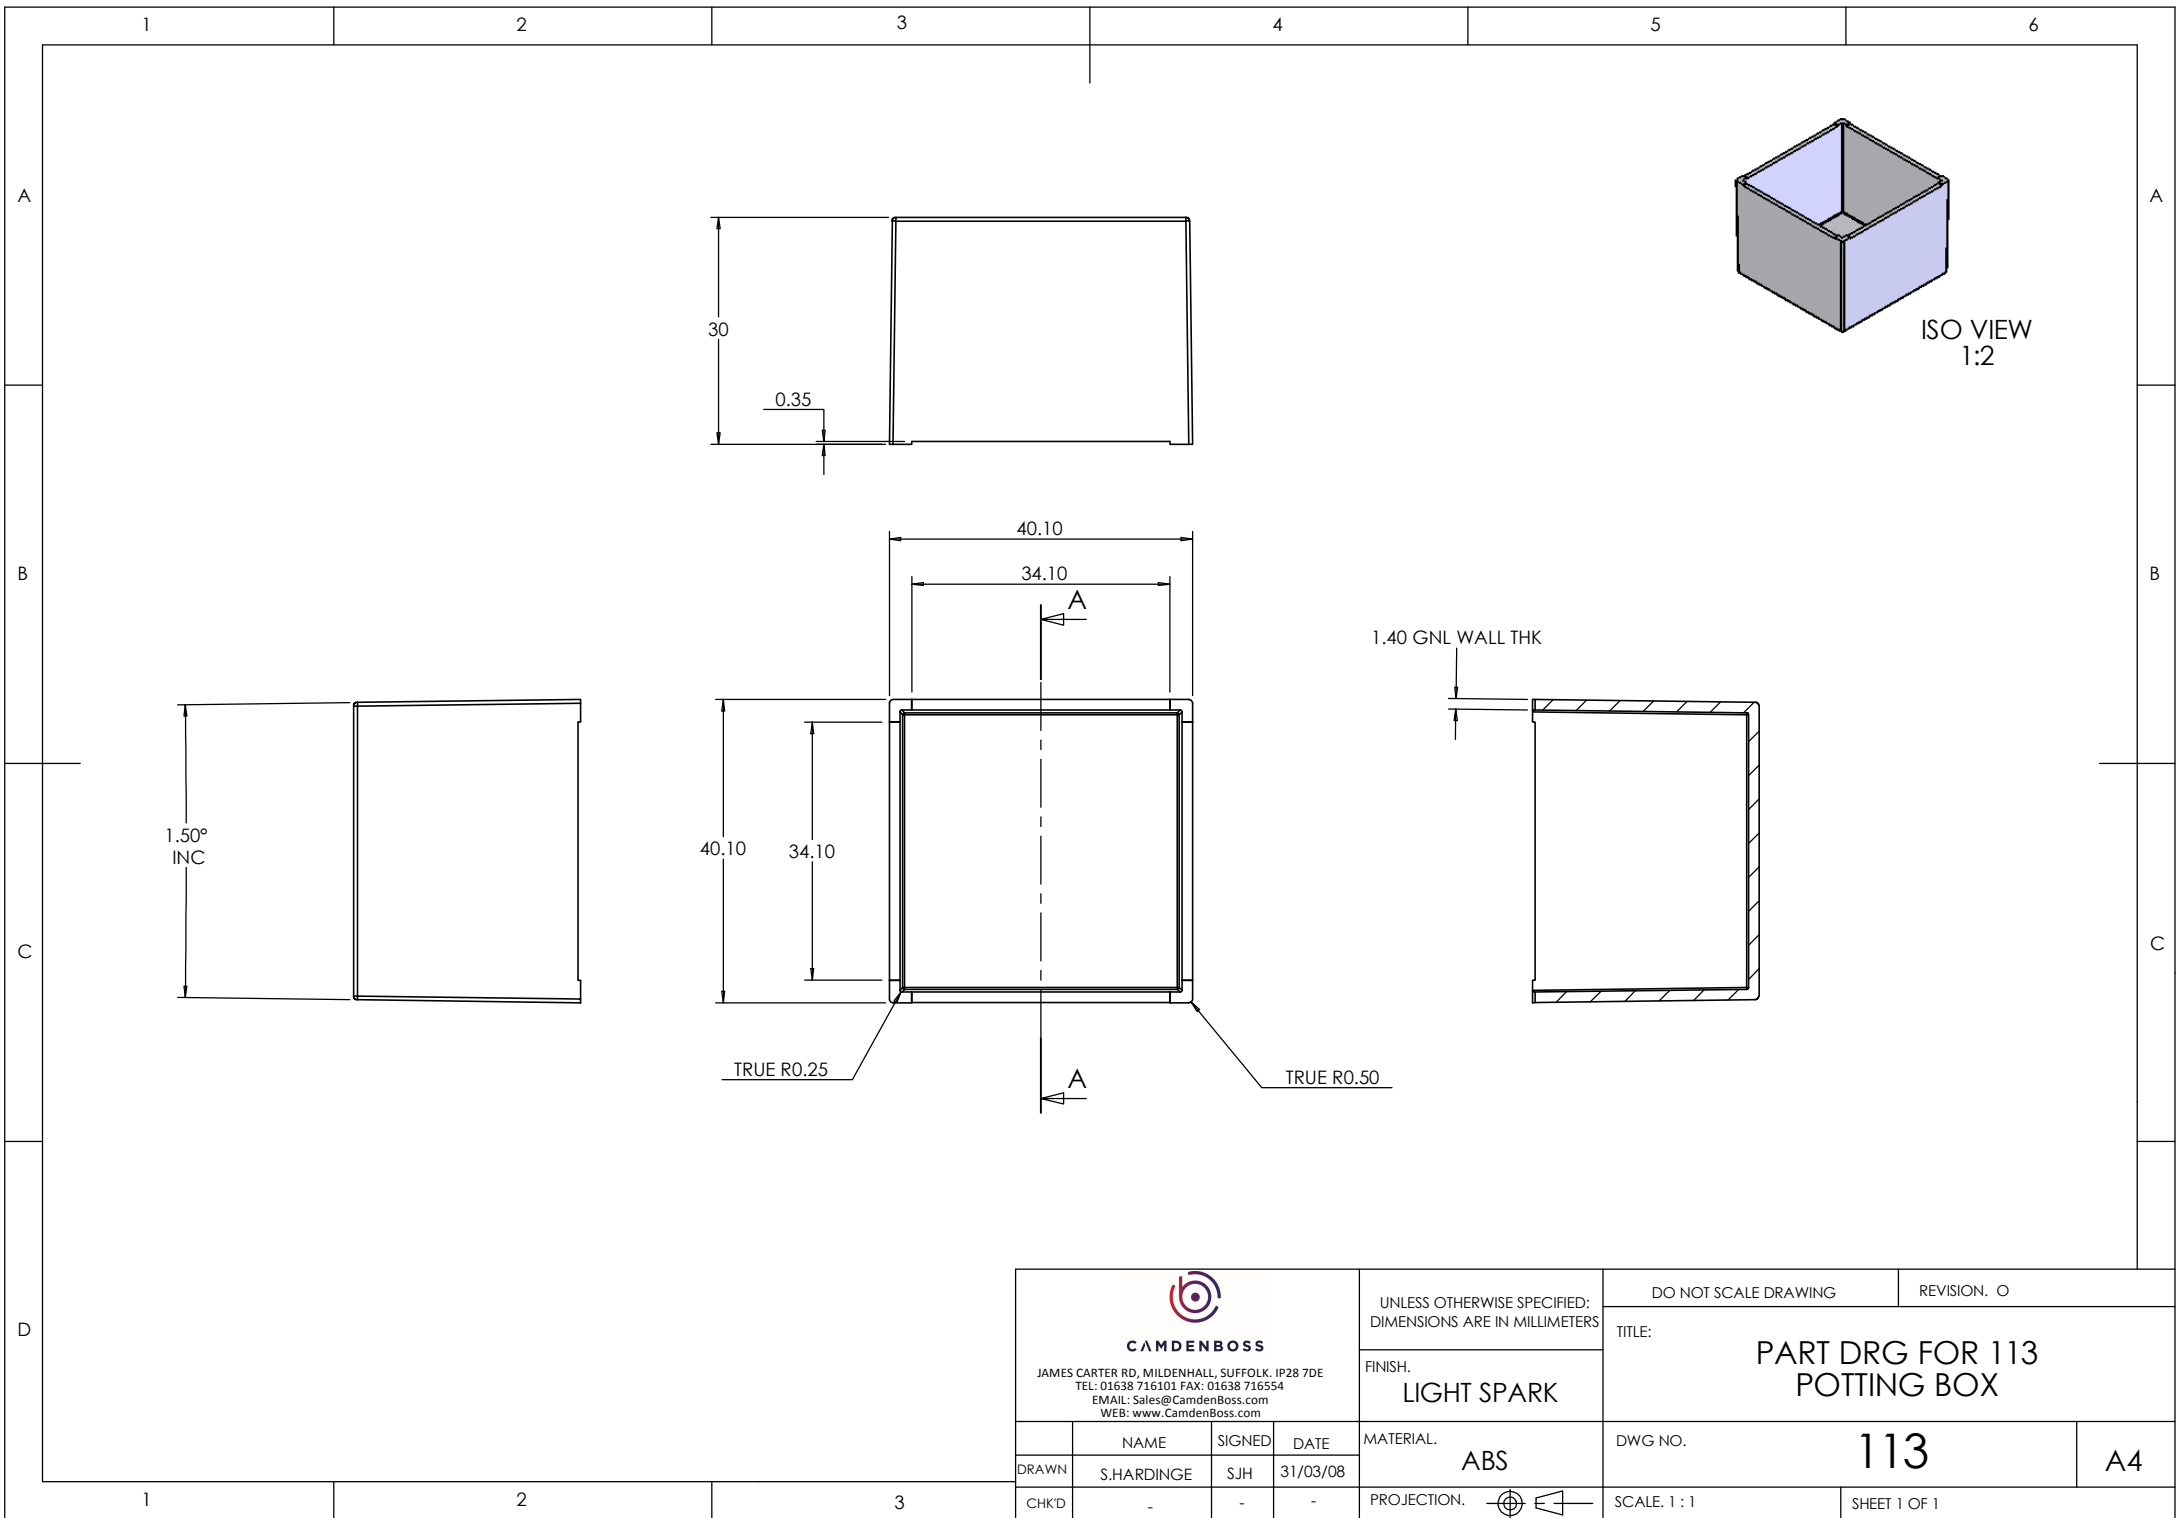 1 2 3 4 5 6
A A
ISO VIEW
1:2
30
0.35
B B
40.10
34.10
A
1.40 GNL WALL THK
1.50°
INC
40.10
34.10
C C
TRUE R0.25
A
TRUE R0.50
D
CAMDENBOSS
JAMES CARTER RD, MILDENHALL, SUFFOLK. IP28 7DE
TEL: 01638 716101 FAX: 01638 716554
EMAIL: Sales@CamdenBoss.com
WEB: www.CamdenBoss.com
UNLESS OTHERWISE SPECIFIED:
DIMENSIONS ARE IN MILLIMETERS
DO NOT SCALE DRAWING
REVISION. O
TITLE:
PART DRG FOR 113
POTTING BOX
FINISH.
LIGHT SPARK
NAME SIGNED DATE
DRAWN S.HARDINGE SJH 31/03/08
CHK'D - - -
MATERIAL.
ABS
DWG NO.
113
A4
PROJECTION.
SCALE. 1 : 1
SHEET 1 OF 1
1 2 3